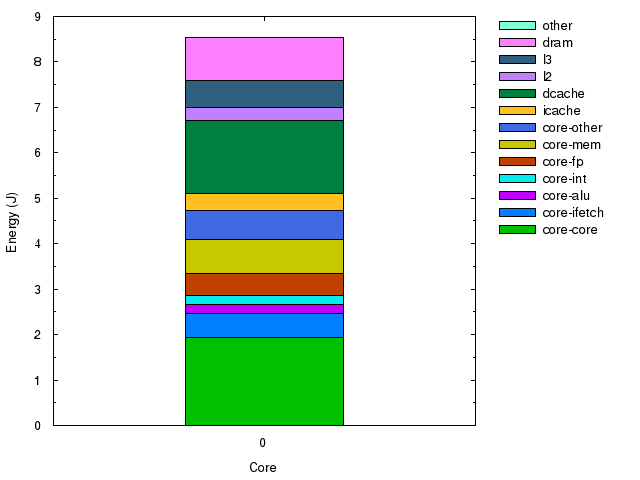 9
8
7
6
5
4
3
2
1
0
Energy (J)
0
Core
other
dram
l3
l2
dcache
icache
core-other
core-mem
core-fp
core-int
core-alu
core-ifetch
core-core